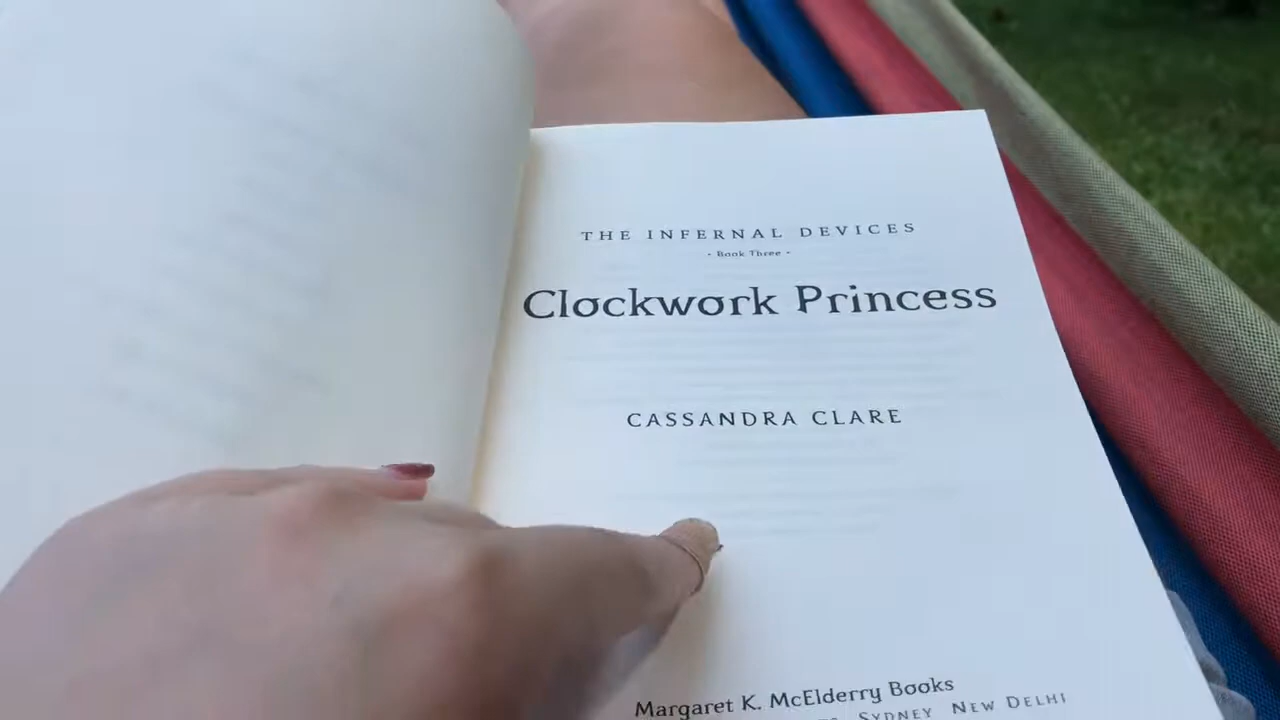 THE INFERNAL DEVICES
- Book Three -
Clockwork Princess
CASSANDRA CLARE
Margaret K. McElderry Books
SYDNEY NEW DELHI